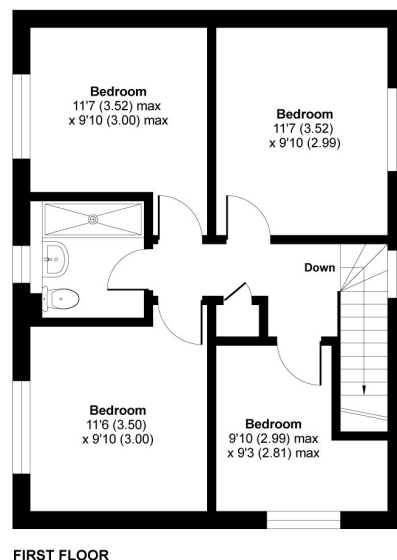 Bedroom
11'7 (3.52) max
x 9'10 (3.00) max
Bedroom
11'7 (3.52)
x 9'10 (2.99)
Down
Bedroom
11'6 (3.50)
x 9'10 (3.00)
Bedroom
9'10 (2.99) max
x 9'3 (2.81) max
FIRST FLOOR